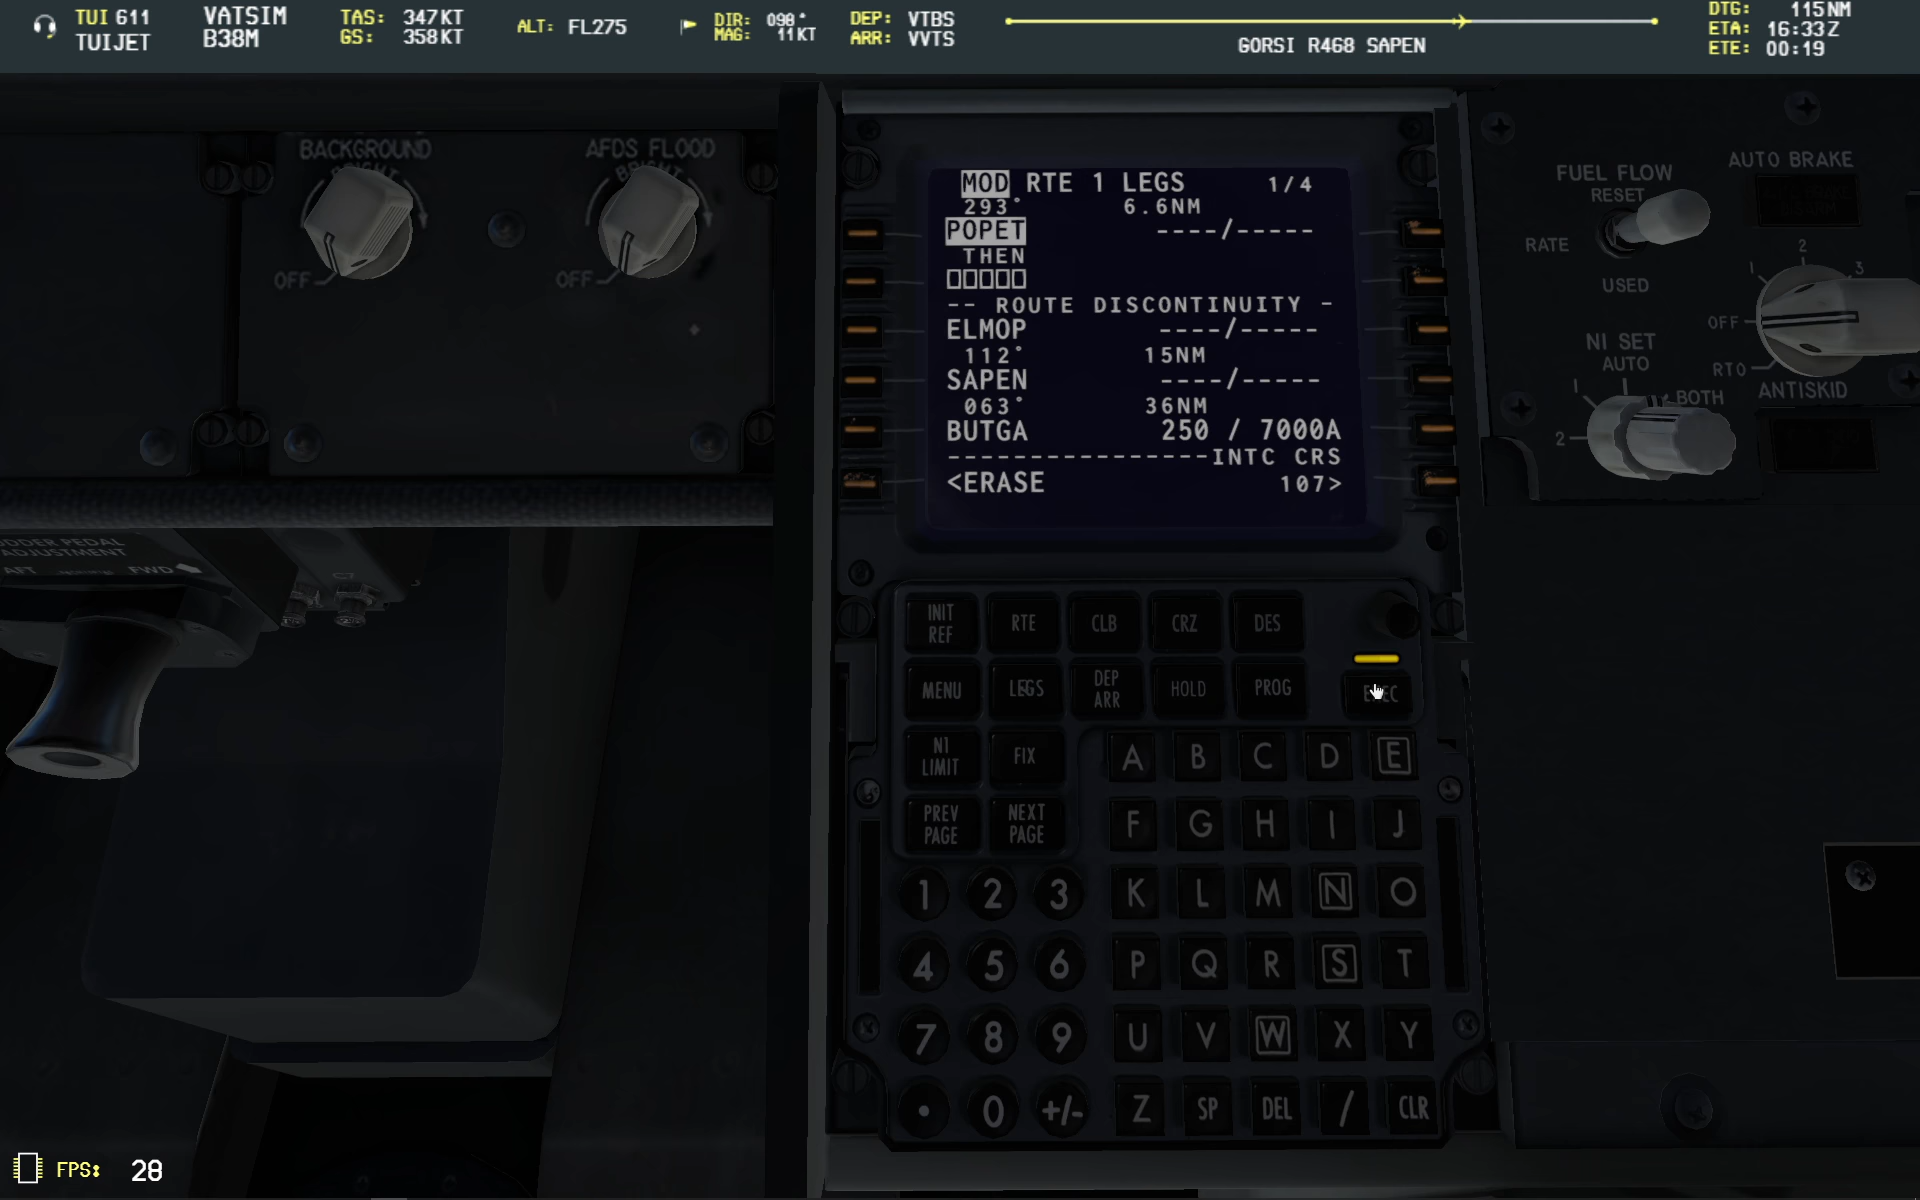 TUI 611
TUIJET
VATSIM
B38M
TAS: 347KT
GS: 358KT
ALT: FL275
DIR: 098°
MAG: 11KT
DEP: VTBS
ARR: VVTS
GORSI R468 SAPEN
DTG: 115NM
ETA: 16:33Z
ETE: 00:19
BACKGROUND
BRIGHT
OFF
AFDS FLOOD
BRIGHT
OFF
MOD RTE 1 LEGS 1/4
293° 6.6NM
POPET ----/-----
THEN
□□□□□
-- ROUTE DISCONTINUITY -
ELMOP ----/-----
112° 15NM
SAPEN ----/-----
063° 36NM
BUTGA 250 / 7000A
----------------INTC CRS
<ERASE 107>
FUEL FLOW
RESET
RATE
USED
AUTO BRAKE
1 2 3
OFF
RTO
ANTISKID
N1 SET
AUTO
1
BOTH
2
ADJUSTMENT
AFT
FWD
INIT REF
RTE
CLB
CRZ
DES
MENU
LEGS
DEP ARR
HOLD
PROG
EXEC
N1 LIMIT
FIX
PREV PAGE
NEXT PAGE
A B C D E
F G H I J
1 2 3 K L M N O
4 5 6 P Q R S T
7 8 9 U V W X Y
. 0 +/- Z SP DEL / CLR
FPS: 28